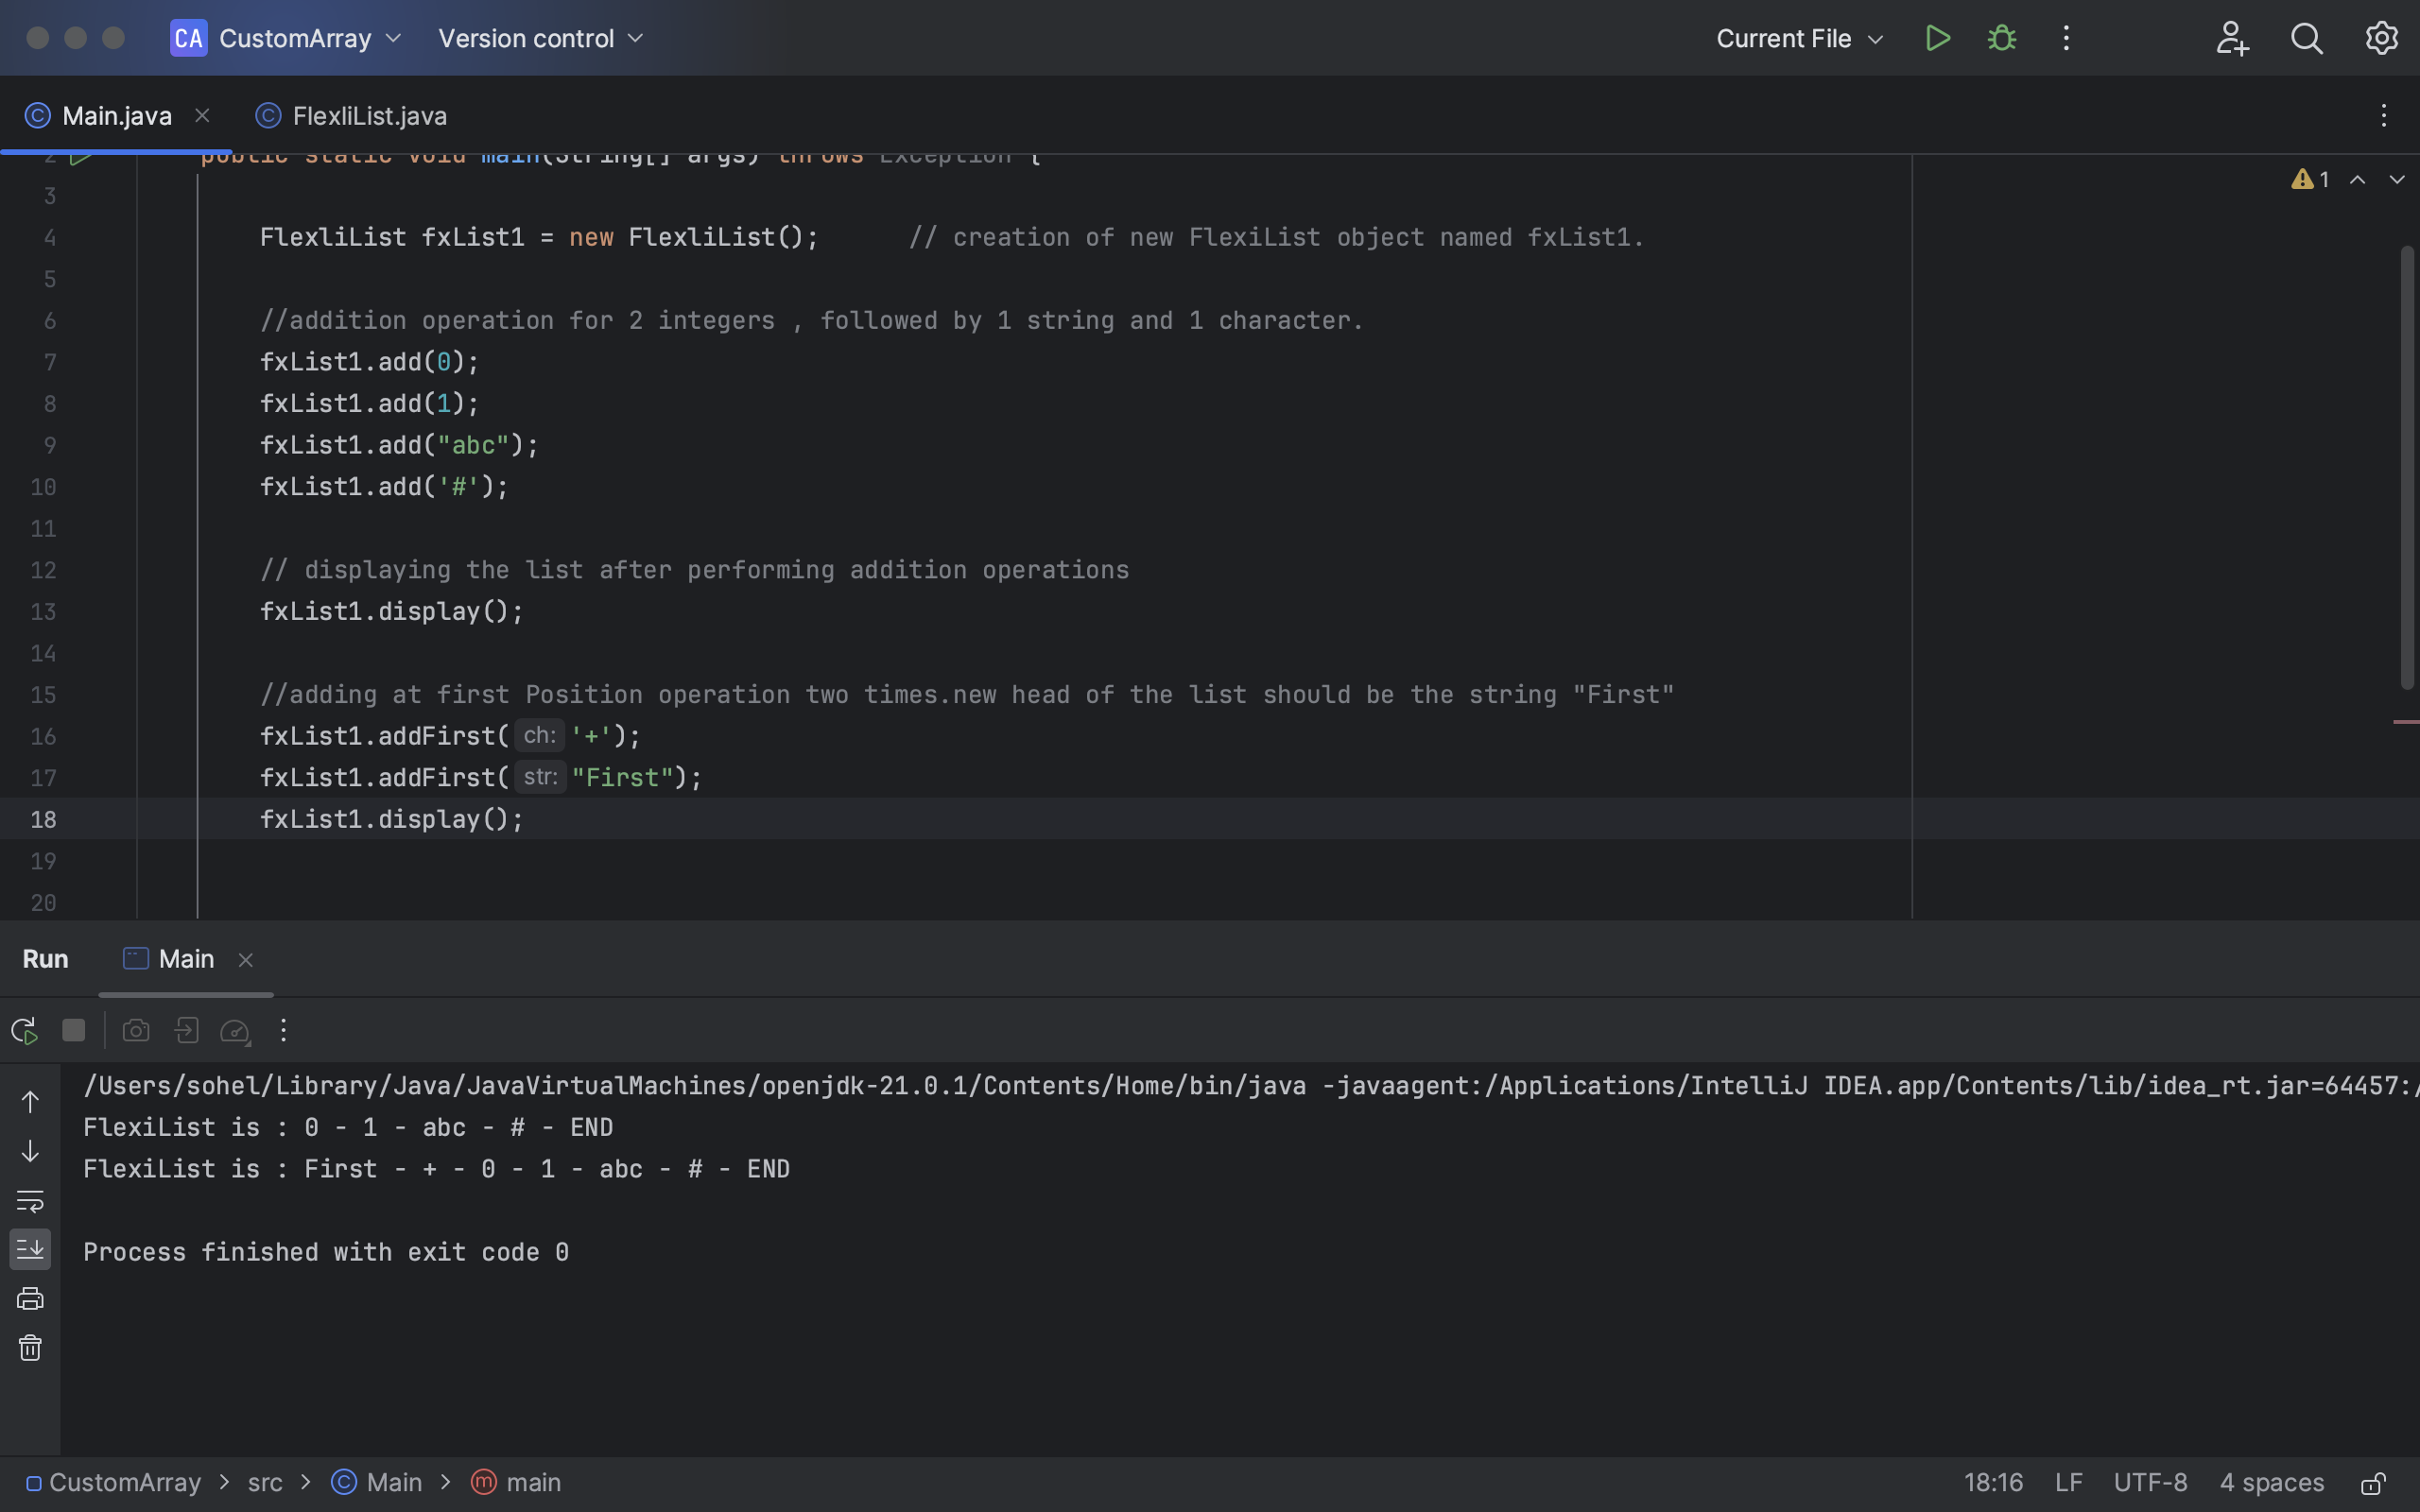 CA CustomArray Version control Current File
Main.java FlexliList.java
2 public static void main(String[] args) throws Exception {
1
3
4 FlexliList fxList1 = new FlexliList(); // creation of new FlexiList object named fxList1.
5
6 //addition operation for 2 integers , followed by 1 string and 1 character.
7 fxList1.add(0);
8 fxList1.add(1);
9 fxList1.add("abc");
10 fxList1.add('#');
11
12 // displaying the list after performing addition operations
13 fxList1.display();
14
15 //adding at first Position operation two times.new head of the list should be the string "First"
16 fxList1.addFirst( ch: '+');
17 fxList1.addFirst( str: "First");
18 fxList1.display();
19
20
Run Main
/Users/sohel/Library/Java/JavaVirtualMachines/openjdk-21.0.1/Contents/Home/bin/java -javaagent:/Applications/IntelliJ IDEA.app/Contents/lib/idea_rt.jar=64457:/
FlexiList is : 0 - 1 - abc - # - END
FlexiList is : First - + - 0 - 1 - abc - # - END
Process finished with exit code 0
CustomArray > src > C Main > m main 18:16 LF UTF-8 4 spaces